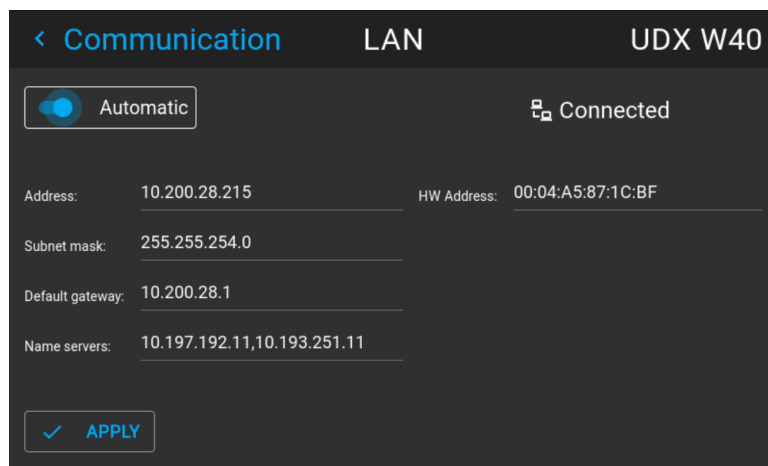 Communication LAN UDX W40
Automatic
Connected
Address: 10.200.28.215 HW Address: 00:04:A5:87:1C:BF
Subnet mask: 255.255.254.0
Default gateway: 10.200.28.1
Name servers: 10.197.192.11,10.193.251.11
APPLY